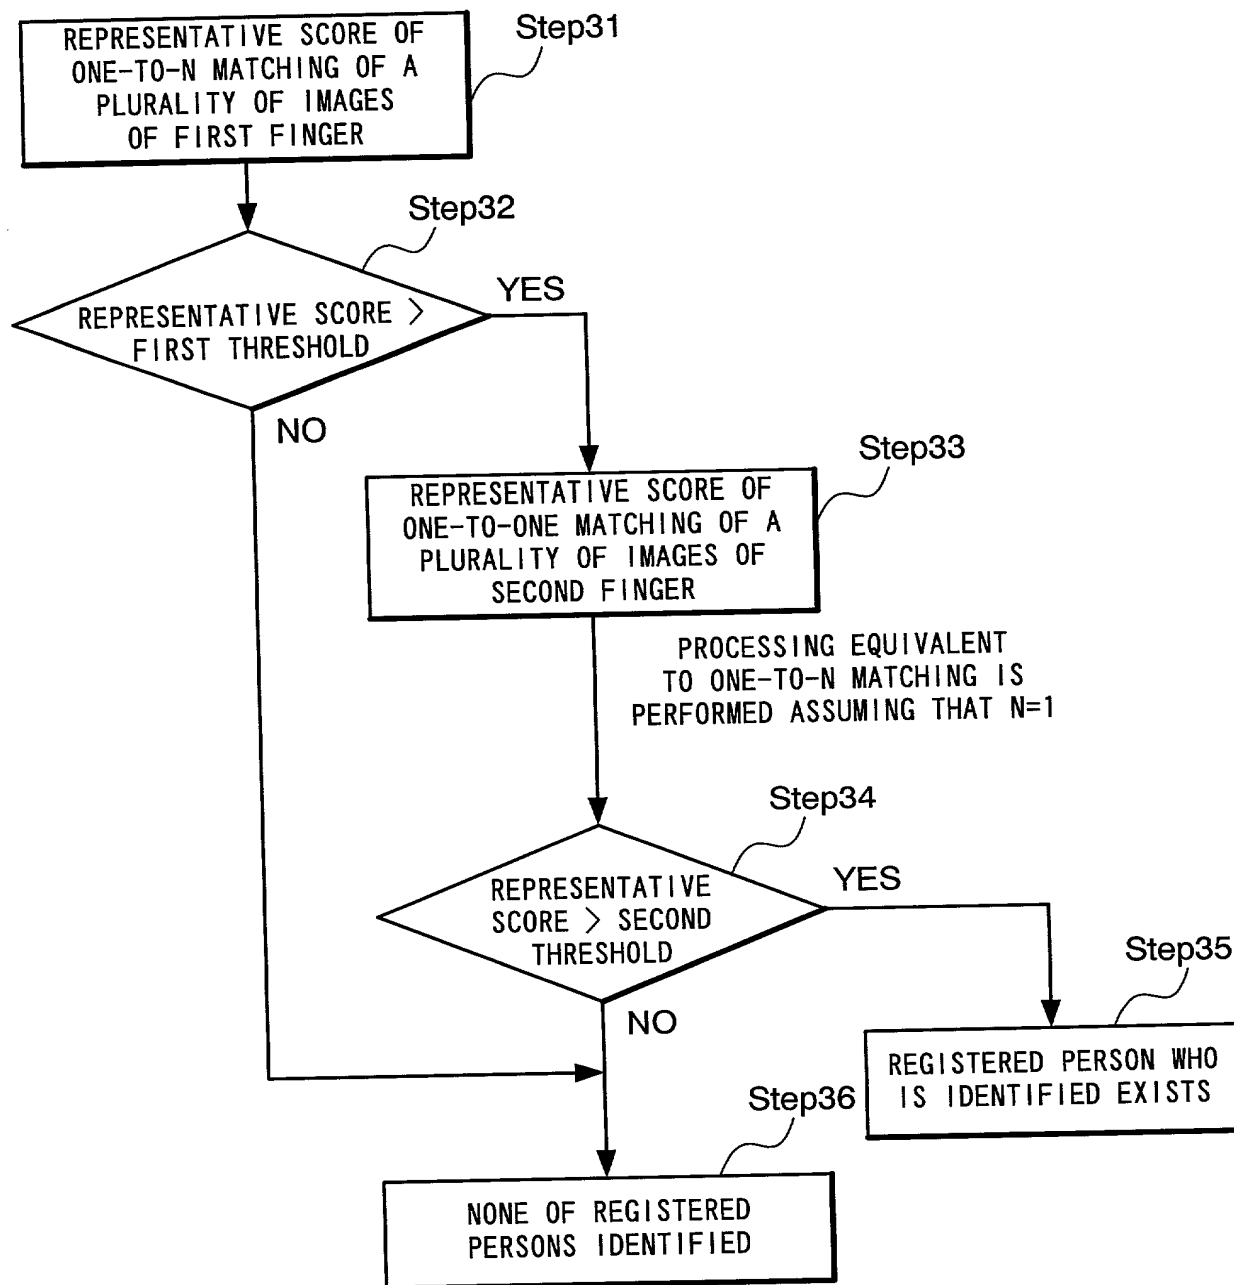 REPRESENTATIVE SCORE OF
ONE-TO-N MATCHING OF A
PLURALITY OF IMAGES
OF FIRST FINGER
Step31
Step32
REPRESENTATIVE SCORE >
FIRST THRESHOLD
YES
NO
Step33
REPRESENTATIVE SCORE OF
ONE-TO-ONE MATCHING OF A
PLURALITY OF IMAGES OF
SECOND FINGER
PROCESSING EQUIVALENT
TO ONE-TO-N MATCHING IS
PERFORMED ASSUMING THAT N=1
Step34
REPRESENTATIVE
SCORE > SECOND
THRESHOLD
YES
NO
Step35
REGISTERED PERSON WHO
IS IDENTIFIED EXISTS
Step36
NONE OF REGISTERED
PERSONS IDENTIFIED